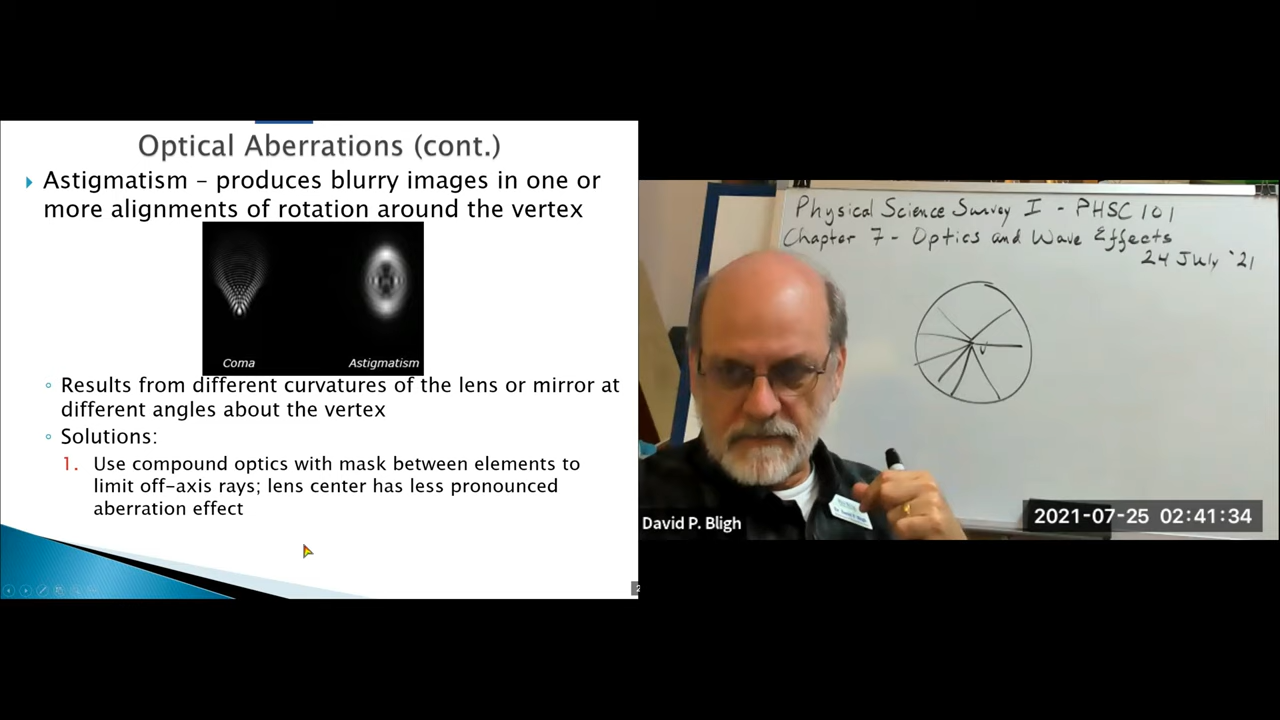 Optical Aberrations (cont.)
Astigmatism – produces blurry images in one or
more alignments of rotation around the vertex
Coma
Astigmatism
Results from different curvatures of the lens or mirror at
different angles about the vertex
Solutions:
1. Use compound optics with mask between elements to
limit off-axis rays; lens center has less pronounced
aberration effect
Physical Science Survey I - PHSC 101
Chapter 7 - Optics and Wave Effects
24 July '21
David P. Bligh
2021-07-25 02:41:34